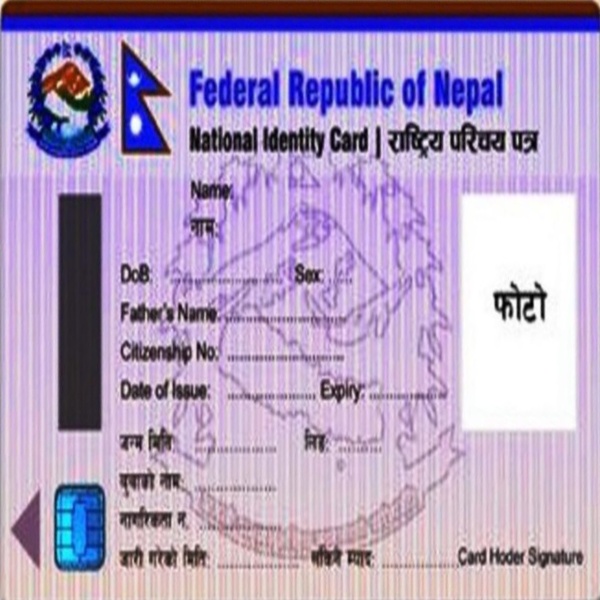 Federal Republic of Nepal
National Identity Card | राष्ट्रिय परिचय पत्र
Name:
नाम:
फोटो
DoB: Sex:
Father's Name:
Citizenship No:
Date of Issue: Expiry:
जन्म मिति लिङ्ग:
बुवाको नाम:
नागरिकता न.
जारी गरेको मिति: सकिने म्याद:
Card Hoder Signature